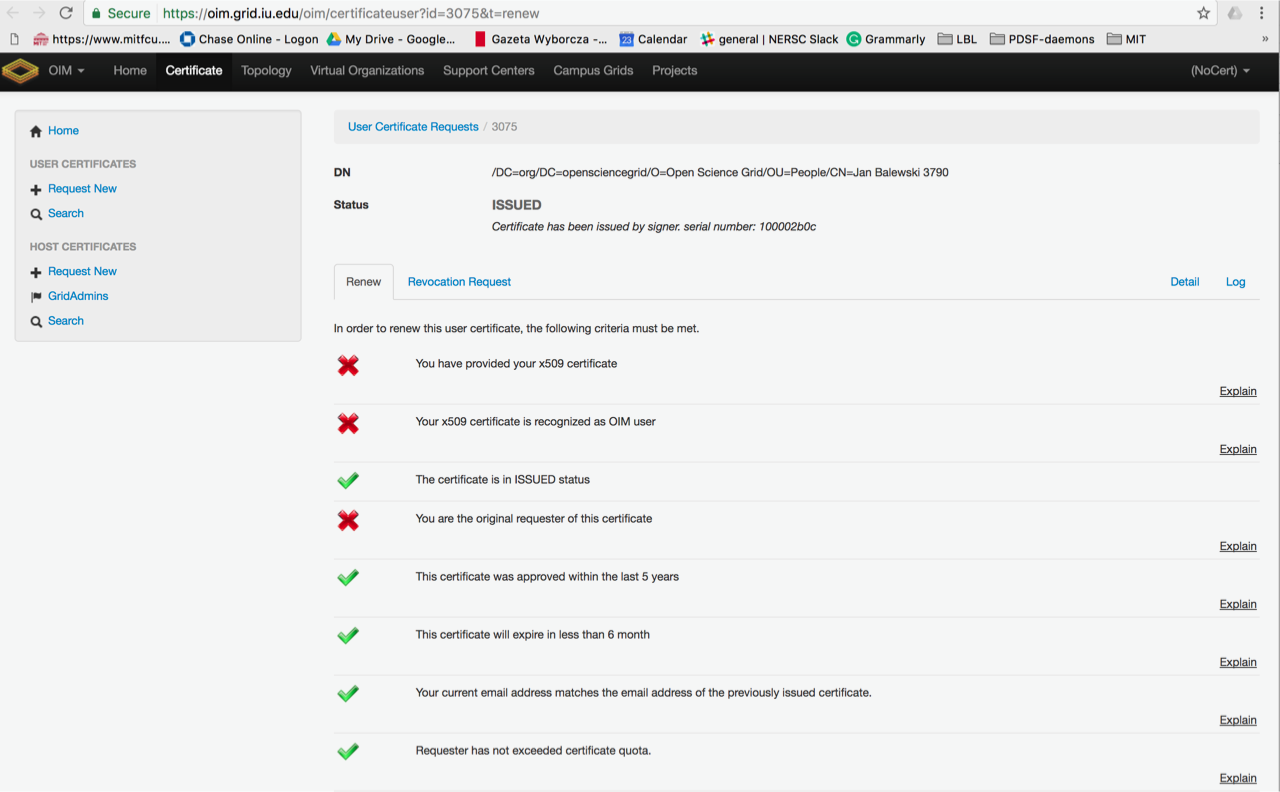 Secure https://oim.grid.iu.edu/oim/certificateuser?id=3075&t=renew
https://www.mitfcu.... Chase Online - Logon My Drive - Google... Gazeta Wyborcza -... 23 Calendar general | NERSC Slack Grammarly LBL PDSF-daemons MIT »
OIM Home Certificate Topology Virtual Organizations Support Centers Campus Grids Projects (NoCert)
Home
USER CERTIFICATES
Request New
Search
HOST CERTIFICATES
Request New
GridAdmins
Search
User Certificate Requests / 3075
DN /DC=org/DC=opensciencegrid/O=Open Science Grid/OU=People/CN=Jan Balewski 3790
Status ISSUED
Certificate has been issued by signer. serial number: 100002b0c
Renew Revocation Request Detail Log
In order to renew this user certificate, the following criteria must be met.
You have provided your x509 certificate
Explain
Your x509 certificate is recognized as OIM user
Explain
The certificate is in ISSUED status
You are the original requester of this certificate
Explain
This certificate was approved within the last 5 years
Explain
This certificate will expire in less than 6 month
Explain
Your current email address matches the email address of the previously issued certificate.
Explain
Requester has not exceeded certificate quota.
Explain